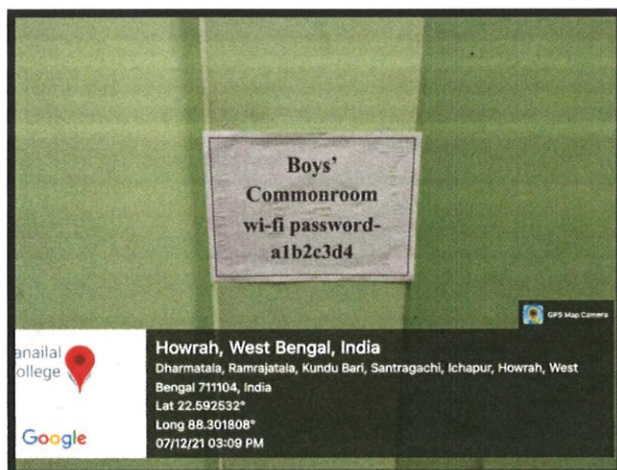 Boys'
Commonroom
wi-fi password-
a1b2c3d4
GPS Map Camera
anailal
ollege
Google
Howrah, West Bengal, India
Dharmatala, Ramrajatala, Kundu Bari, Santragachi, Ichapur, Howrah, West
Bengal 711104, India
Lat 22.592532°
Long 88.301808°
07/12/21 03:09 PM